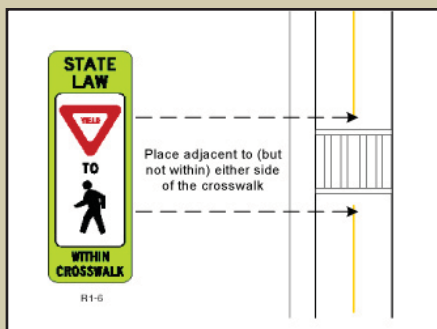 STATE
LAW
YIELD
TO
WITHIN
CROSSWALK
R1-6
Place adjacent to (but
not within) either side
of the crosswalk